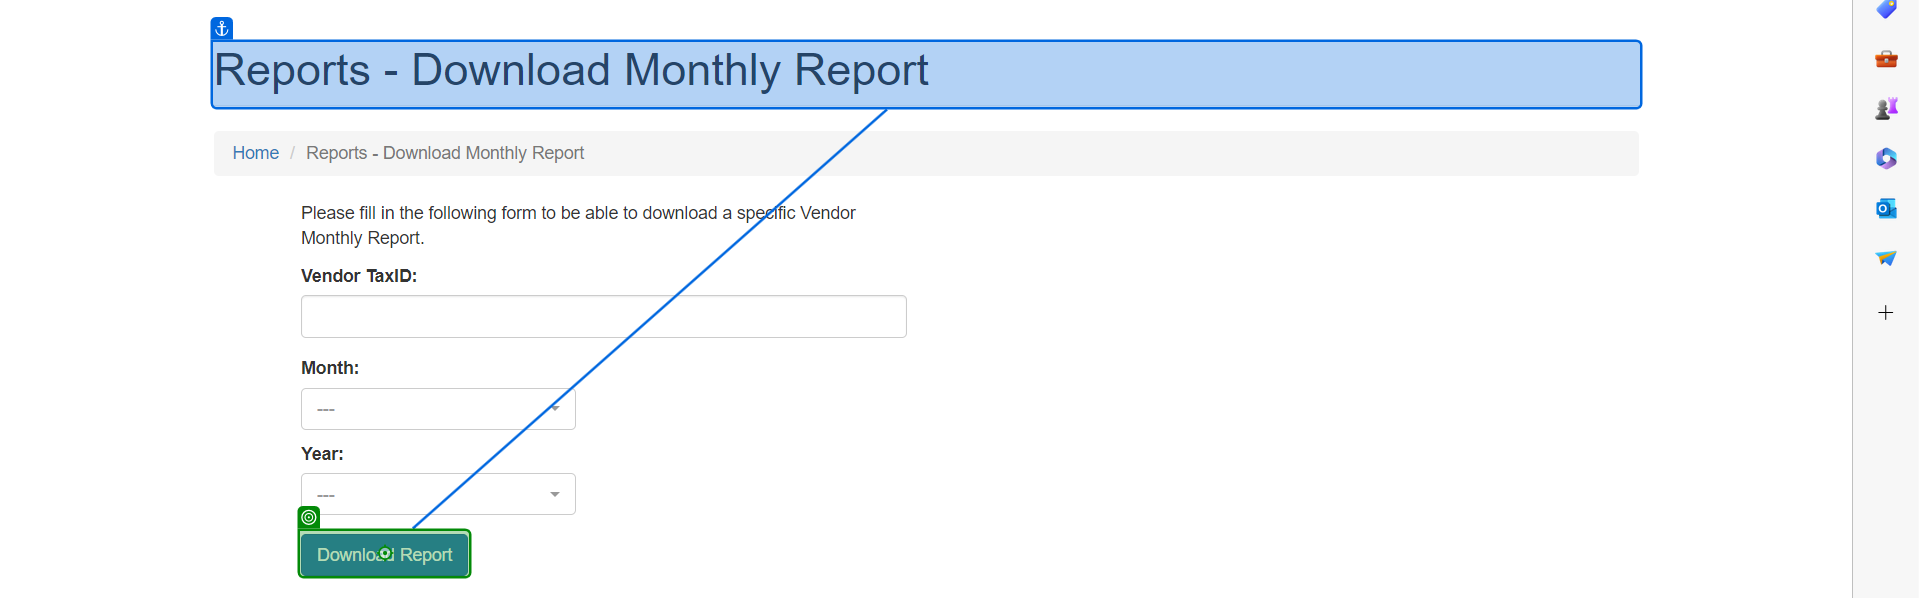 Reports - Download Monthly Report
Home / Reports - Download Monthly Report
Please fill in the following form to be able to download a specific Vendor
Monthly Report.
Vendor TaxID:
Month:
---
Year:
---
Download Report